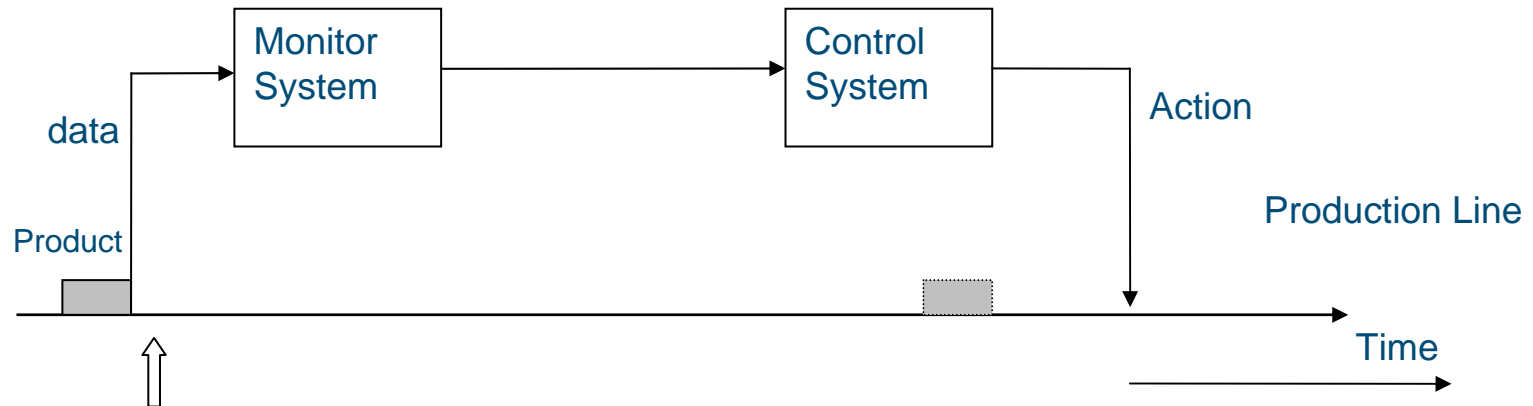 Monitor
System
Control
System
data
Action
Production Line
Product
Time